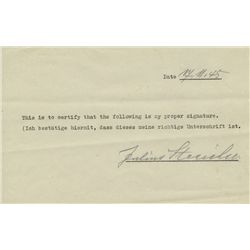 Date 17/11.45
This is to certify that the following is my proper signature.
(Ich bestätige hiermit, dass dieses meine richtige Unterschrift ist.
Julius Streicher